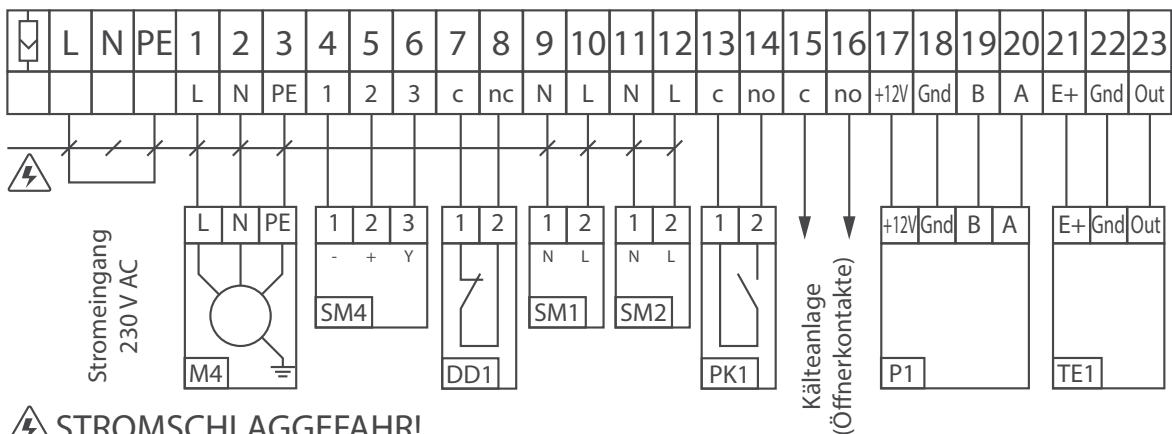 L N PE 1 2 3 4 5 6 7 8 9 10 11 12 13 14 15 16 17 18 19 20 21 22 23
L N PE 1 2 3 c nc N L N L c no c no +12V Gnd B A E+ Gnd Out
L N PE 1 2 3 1 2 1 2 1 2 1 2 +12V Gnd B A E+ Gnd Out
- + Y N L N L
Stromeingang
230 V AC
SM4 SM1 SM2
M4 DD1 PK1 P1 TE1
Kälteanlage
(Öffnerkontakte)
STROMSCHLAGGEFAHR!